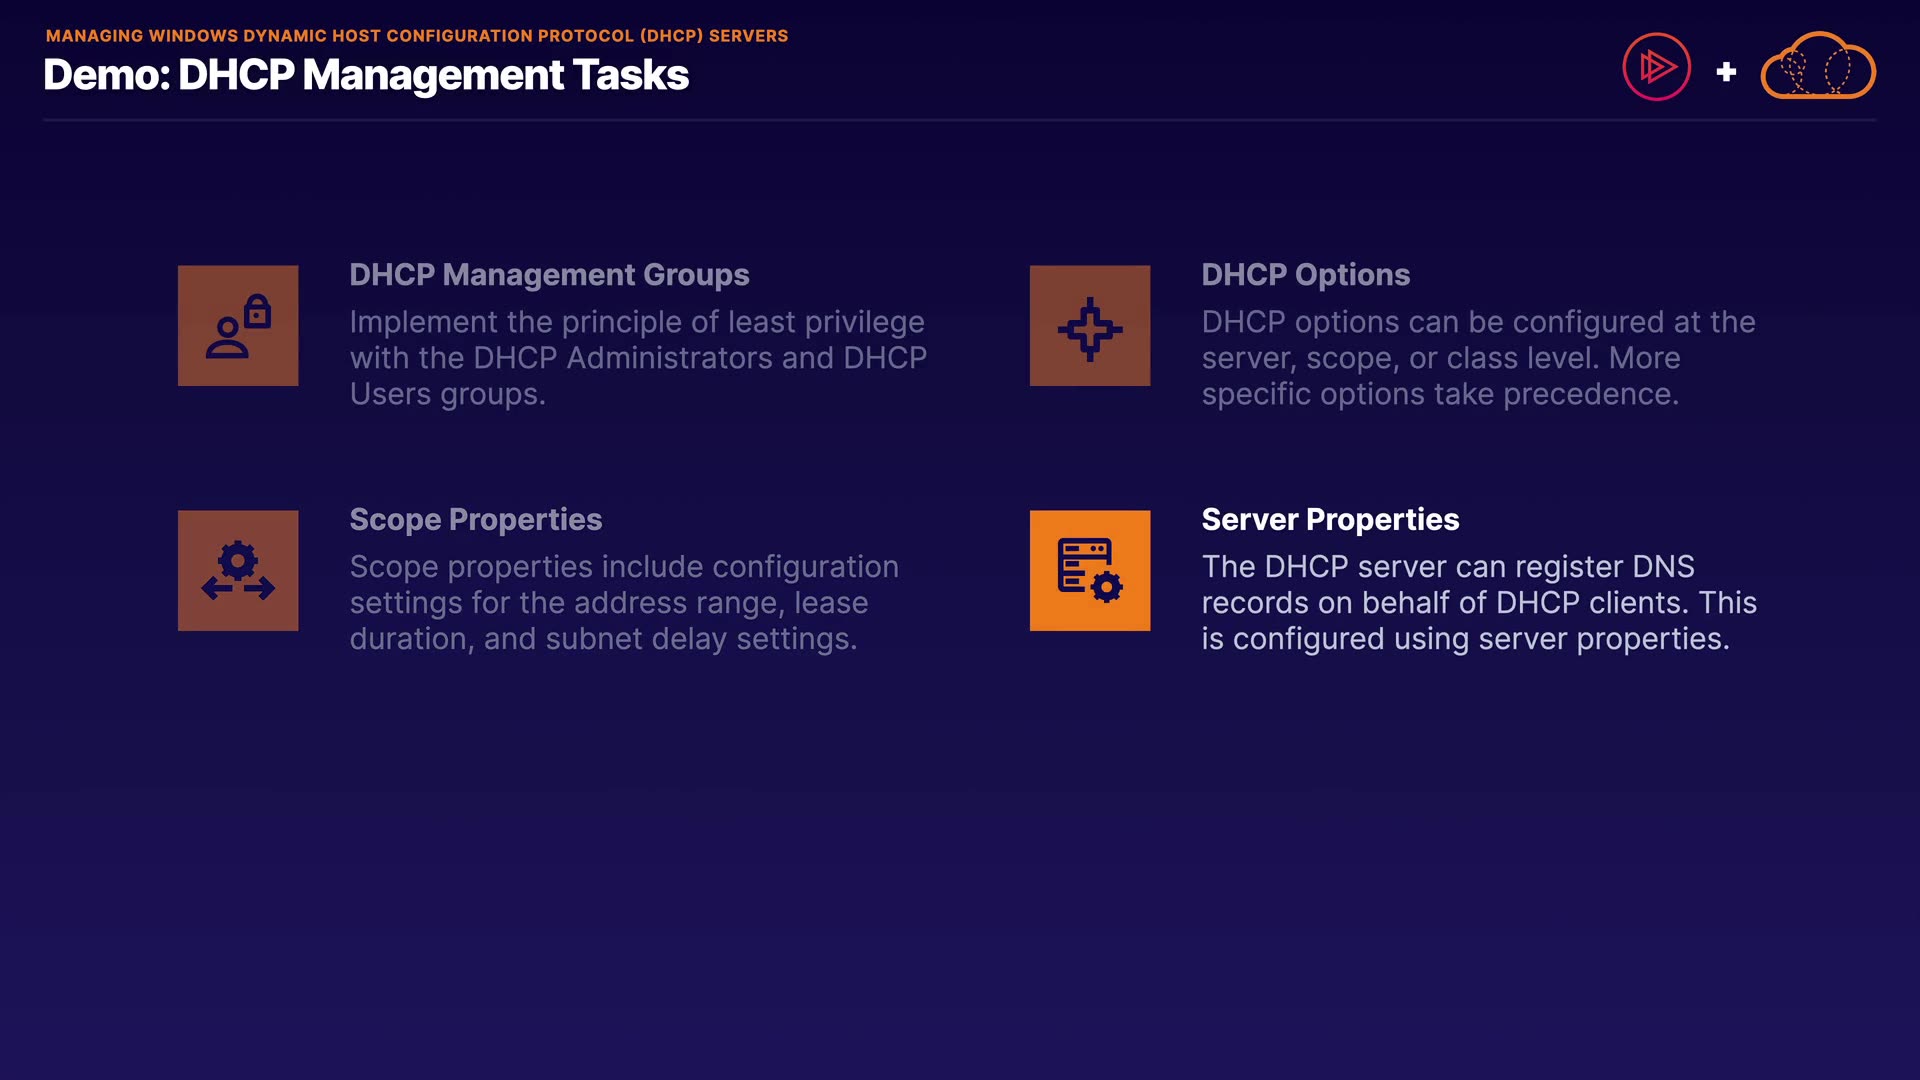 MANAGING WINDOWS DYNAMIC HOST CONFIGURATION PROTOCOL (DHCP) SERVERS
Demo: DHCP Management Tasks
DHCP Management Groups
Implement the principle of least privilege
with the DHCP Administrators and DHCP
Users groups.
DHCP Options
DHCP options can be configured at the
server, scope, or class level. More
specific options take precedence.
Scope Properties
Scope properties include configuration
settings for the address range, lease
duration, and subnet delay settings.
Server Properties
The DHCP server can register DNS
records on behalf of DHCP clients. This
is configured using server properties.